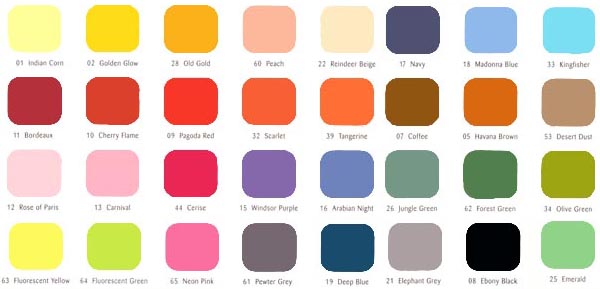 01 Indian Corn 02 Golden Glow 28 Old Gold 60 Peach 22 Reindeer Beige 17 Navy 18 Madonna Blue 33 Kingfisher
11 Bordeaux 10 Cherry Flame 09 Pagoda Red 32 Scarlet 39 Tangerine 07 Coffee 05 Havana Brown 53 Desert Dust
12 Rose of Paris 13 Carnival 44 Cerise 15 Windsor Purple 16 Arabian Night 26 Jungle Green 62 Forest Green 34 Olive Green
63 Fluorescent Yellow 64 Fluorescent Green 65 Neon Pink 61 Pewter Grey 19 Deep Blue 21 Elephant Grey 08 Ebony Black 25 Emerald